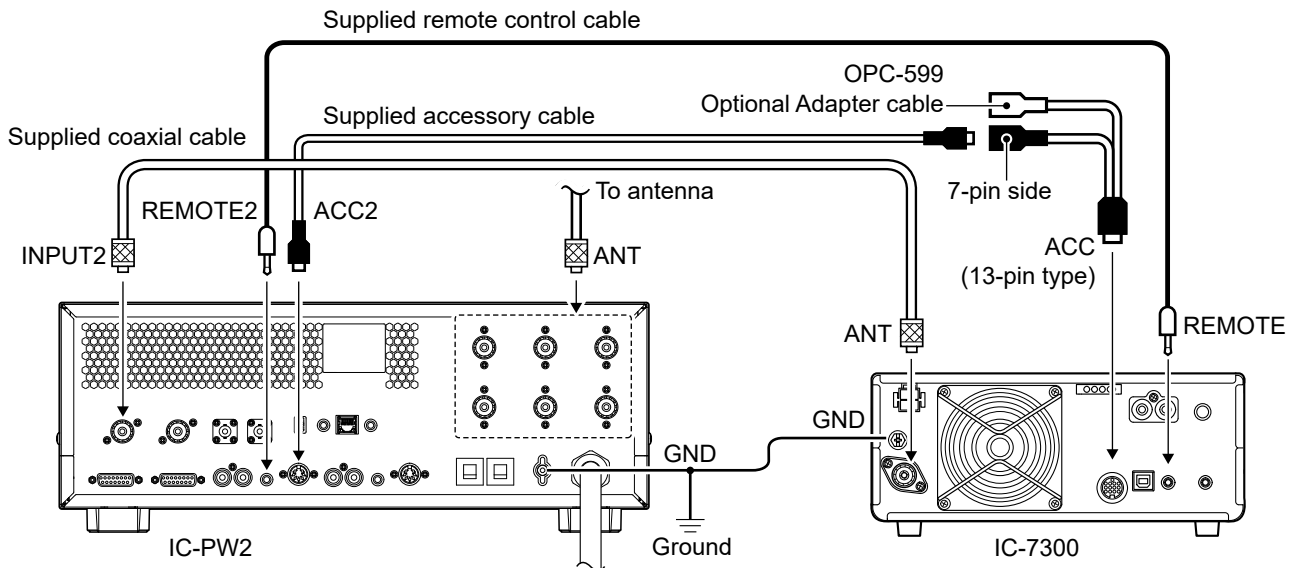 Supplied remote control cable
OPC-599
Optional Adapter cable
Supplied accessory cable
Supplied coaxial cable
To antenna
7-pin side
REMOTE2
ACC2
INPUT2
ANT
ACC
(13-pin type)
ANT
REMOTE
GND
GND
Ground
IC-PW2
IC-7300